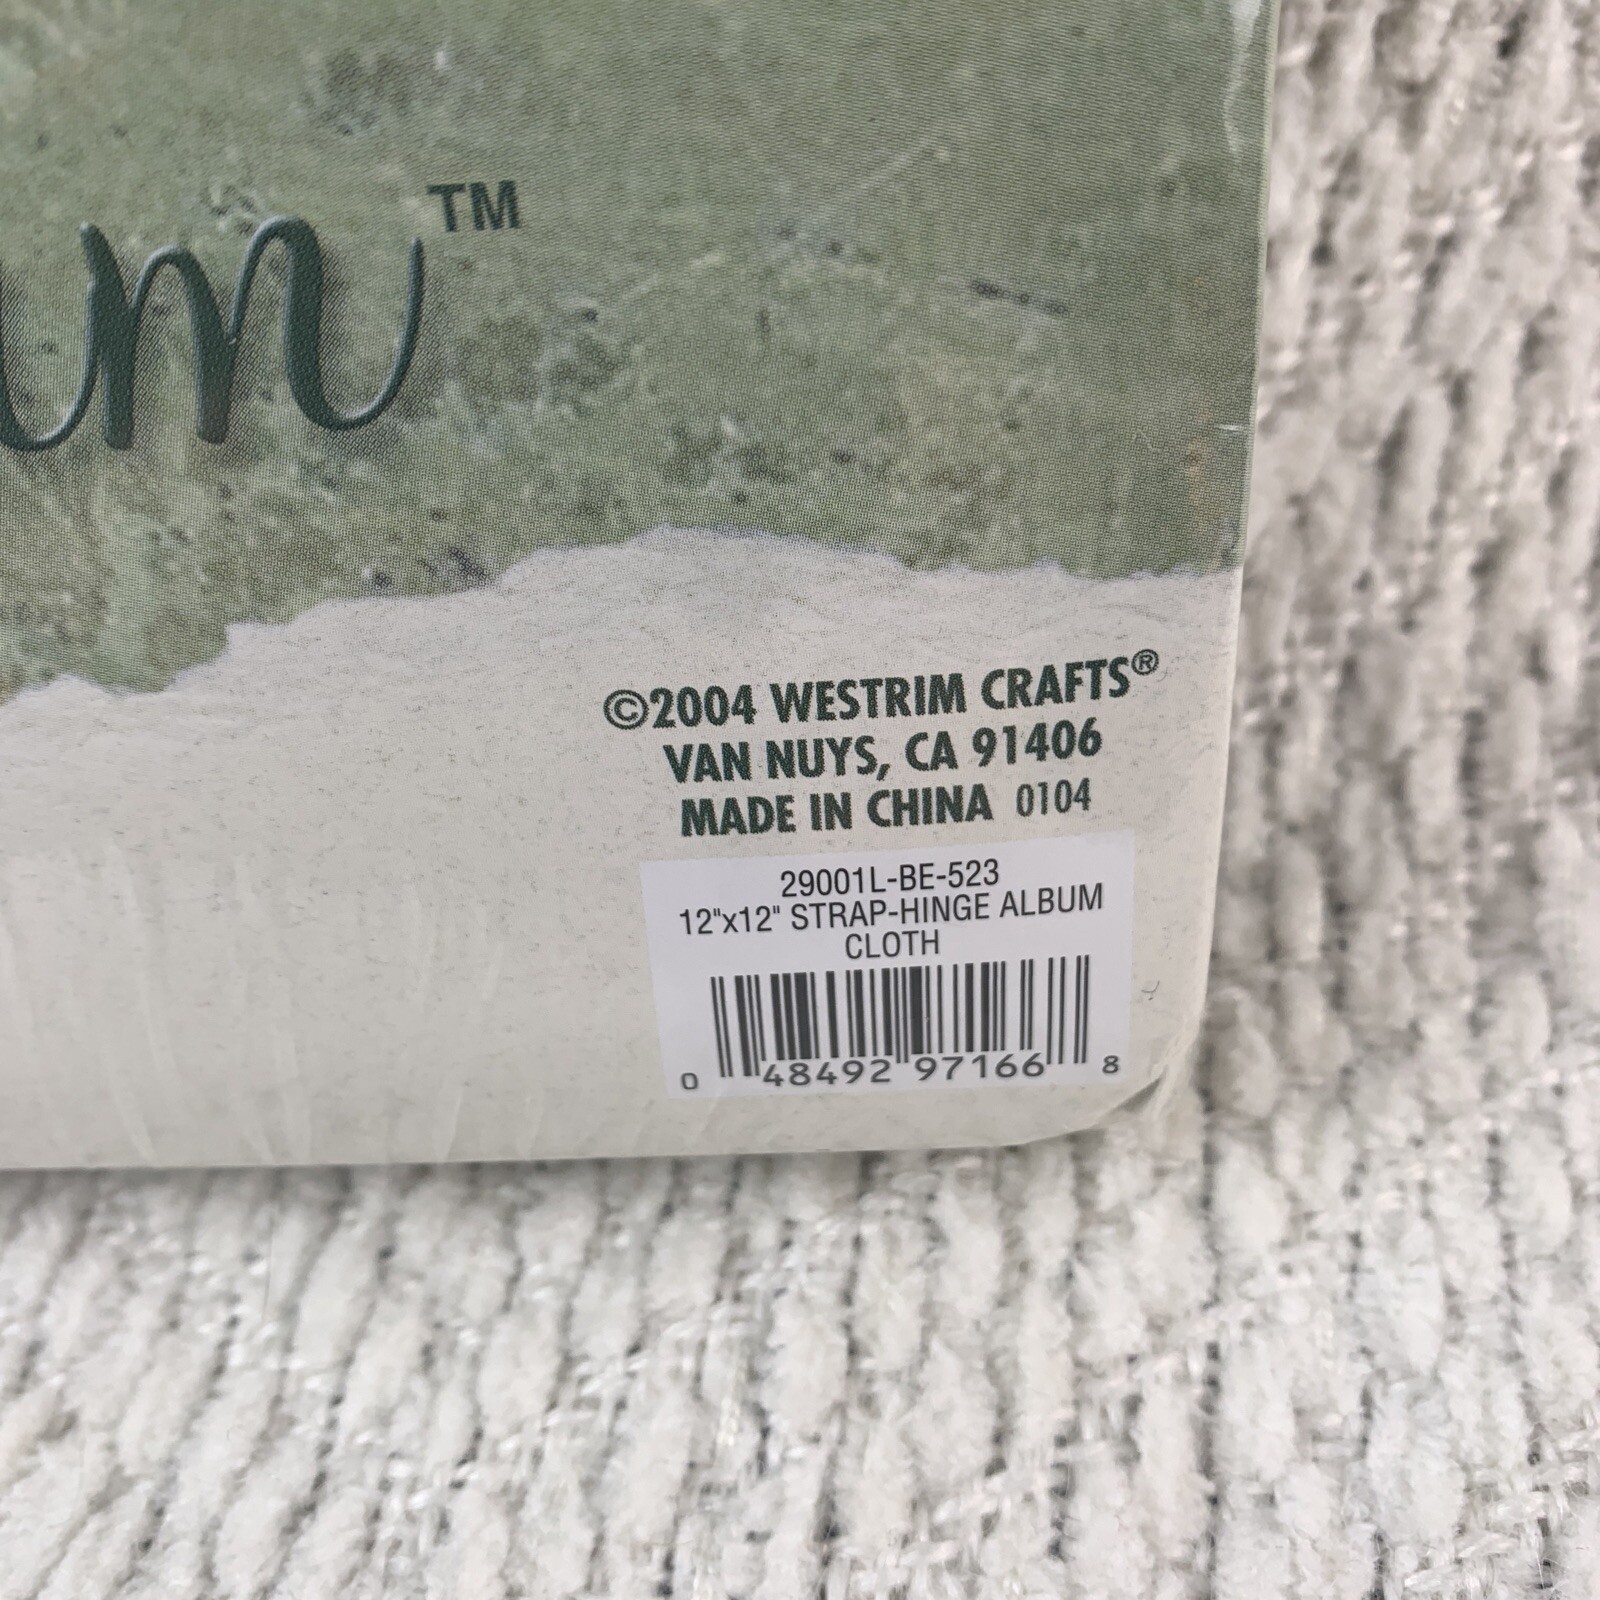 TM
©2004 WESTRIM CRAFTS®
VAN NUYS, CA 91406
MADE IN CHINA 0104
29001L-BE-523
12"x12" STRAP-HINGE ALBUM
CLOTH
0 48492 97166 8